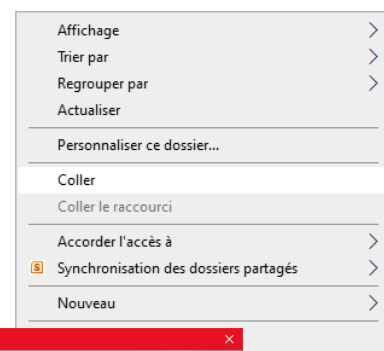 Affichage
Trier par
Regrouper par
Actualiser
Personnaliser ce dossier...
Coller
Coller le raccourci
Accorder l'accès à
S Synchronisation des dossiers partagés
Nouveau